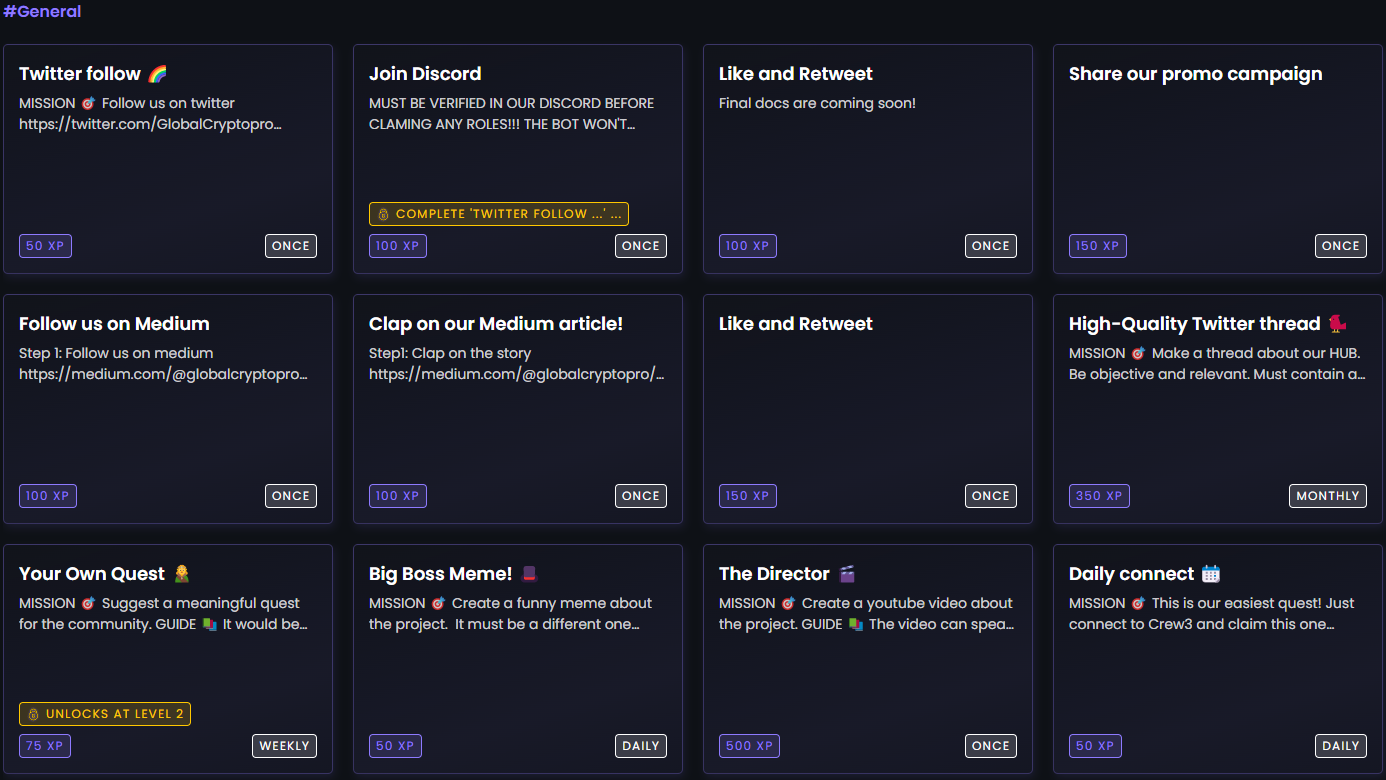 #General
Twitter follow 🌈
MISSION 🎯 Follow us on twitter
https://twitter.com/GlobalCryptopro...
50 XP
ONCE
Join Discord
MUST BE VERIFIED IN OUR DISCORD BEFORE
CLAMING ANY ROLES!!! THE BOT WON'T...
COMPLETE 'TWITTER FOLLOW ...' ...
100 XP
ONCE
Like and Retweet
Final docs are coming soon!
100 XP
ONCE
Share our promo campaign
150 XP
ONCE
Follow us on Medium
Step 1: Follow us on medium
https://medium.com/@globalcryptopro...
100 XP
ONCE
Clap on our Medium article!
Step1: Clap on the story
https://medium.com/@globalcryptopro/...
100 XP
ONCE
Like and Retweet
150 XP
ONCE
High-Quality Twitter thread 🐦
MISSION 🎯 Make a thread about our HUB.
Be objective and relevant. Must contain a...
350 XP
MONTHLY
Your Own Quest
MISSION 🎯 Suggest a meaningful quest
for the community. GUIDE 📚 It would be...
UNLOCKS AT LEVEL 2
75 XP
WEEKLY
Big Boss Meme!
MISSION 🎯 Create a funny meme about
the project. It must be a different one...
50 XP
DAILY
The Director 🎬
MISSION 🎯 Create a youtube video about
the project. GUIDE 📚 The video can spea...
500 XP
ONCE
Daily connect 🗓️
MISSION 🎯 This is our easiest quest! Just
connect to Crew3 and claim this one...
50 XP
DAILY